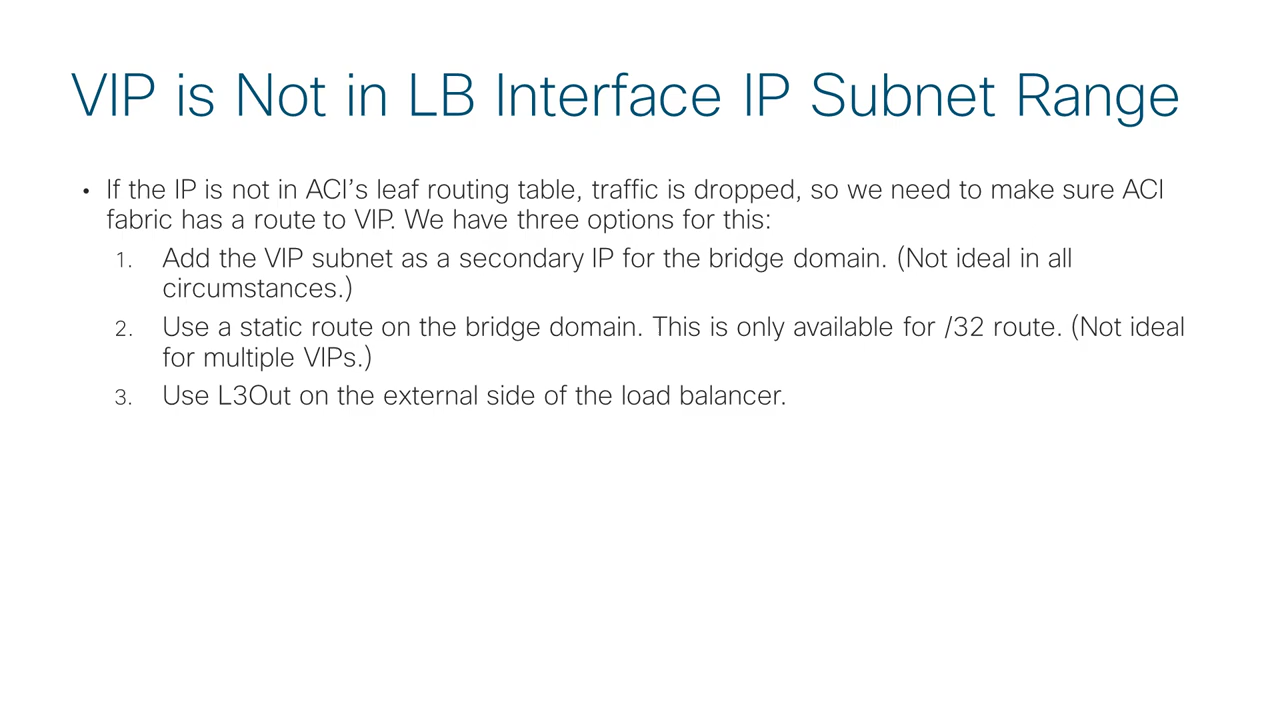 VIP is Not in LB Interface IP Subnet Range
• If the IP is not in ACI’s leaf routing table, traffic is dropped, so we need to make sure ACI
fabric has a route to VIP. We have three options for this:
1. Add the VIP subnet as a secondary IP for the bridge domain. (Not ideal in all
circumstances.)
2. Use a static route on the bridge domain. This is only available for /32 route. (Not ideal
for multiple VIPs.)
3. Use L3Out on the external side of the load balancer.